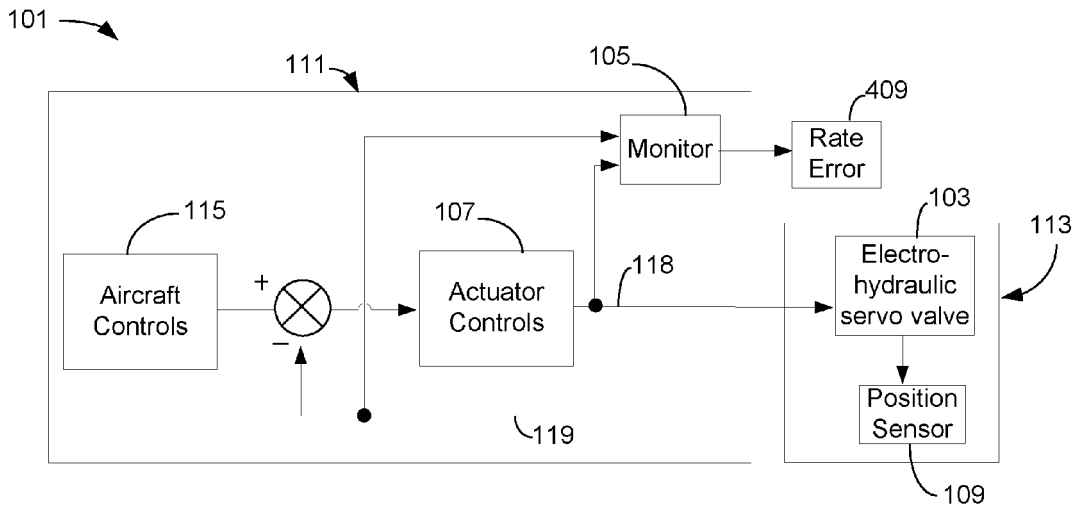 101
111
105
Monitor
409
Rate
Error
115
Aircraft
Controls
+
−
107
Actuator
Controls
118
103
Electro-
hydraulic
servo valve
113
Position
Sensor
119
109